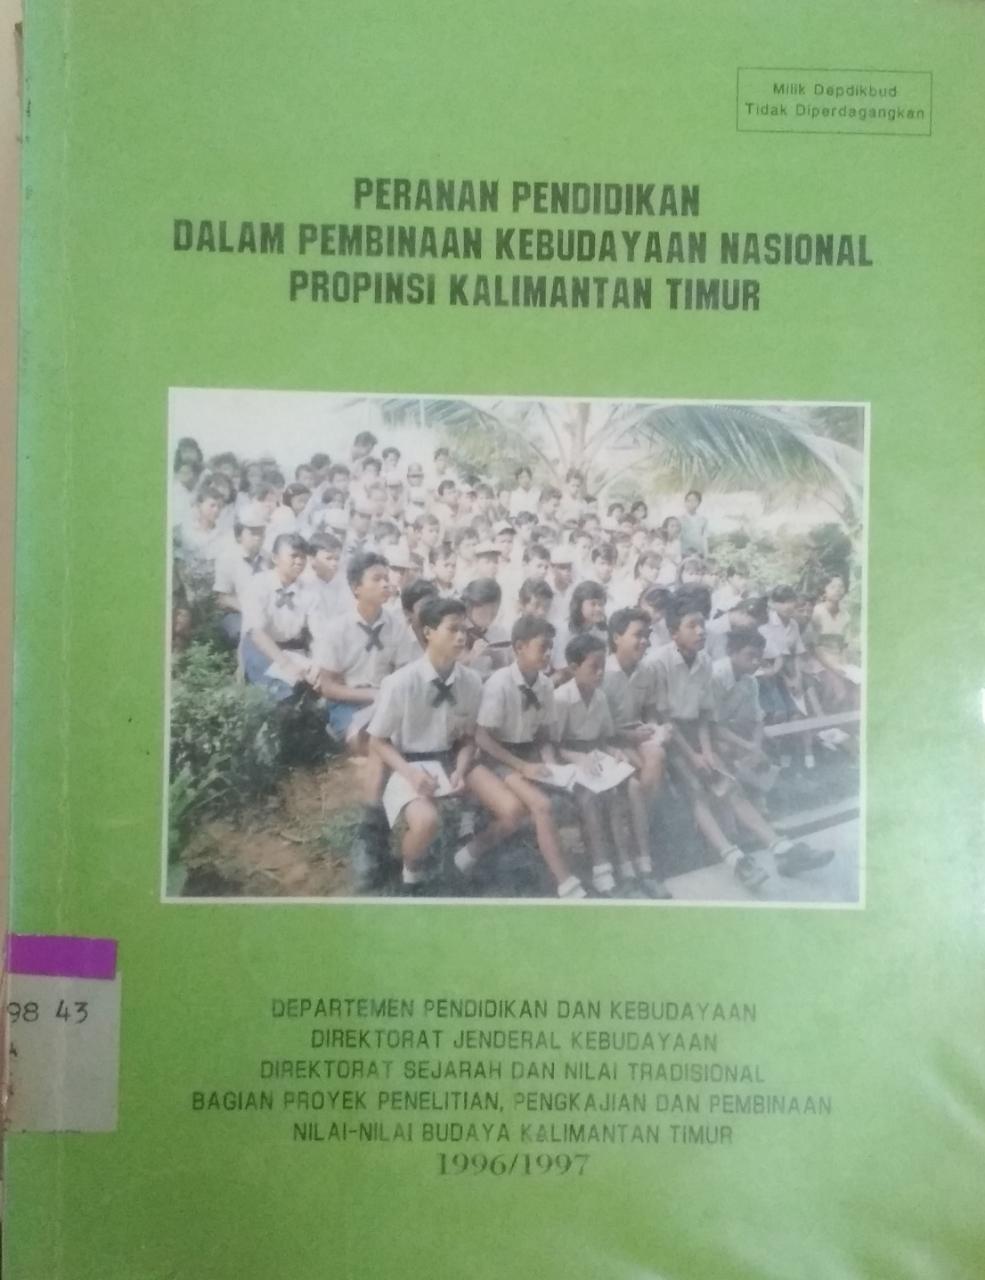 Milik Depdikbud
Tidak Diperdagangkan
PERANAN PENDIDIKAN
DALAM PEMBINAAN KEBUDAYAAN NASIONAL
PROPINSI KALIMANTAN TIMUR
98 43
A
DEPARTEMEN PENDIDIKAN DAN KEBUDAYAAN
DIREKTORAT JENDERAL KEBUDAYAAN
DIREKTORAT SEJARAH DAN NILAI TRADISIONAL
BAGIAN PROYEK PENELITIAN, PENGKAJIAN DAN PEMBINAAN
NILAI-NILAI BUDAYA KALIMANTAN TIMUR
1996/1997